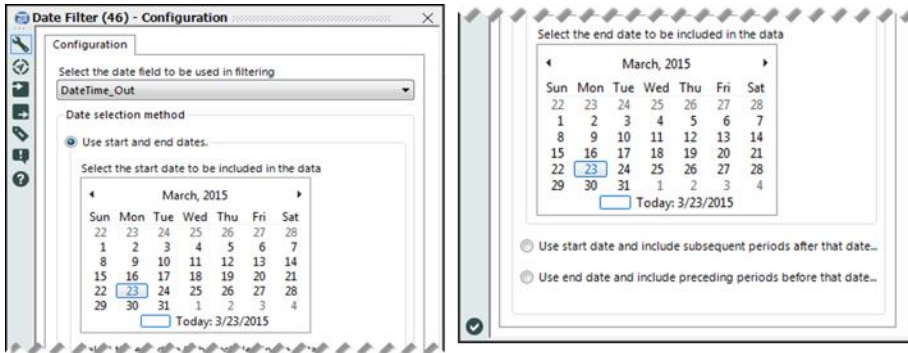 Date Filter (46) - Configuration
Configuration
Select the date field to be used in filtering
DateTime_Out
Date selection method
Use start and end dates.
Select the start date to be included in the data
March, 2015
Sun Mon Tue Wed Thu Fri Sat
22 23 24 25 26 27 28
1 2 3 4 5 6 7
8 9 10 11 12 13 14
15 16 17 18 19 20 21
22 23 24 25 26 27 28
29 30 31 1 2 3 4
Today: 3/23/2015
Select the end date to be included in the data
March, 2015
Sun Mon Tue Wed Thu Fri Sat
22 23 24 25 26 27 28
1 2 3 4 5 6 7
8 9 10 11 12 13 14
15 16 17 18 19 20 21
22 23 24 25 26 27 28
29 30 31 1 2 3 4
Today: 3/23/2015
Use start date and include subsequent periods after that date...
Use end date and include preceding periods before that date...